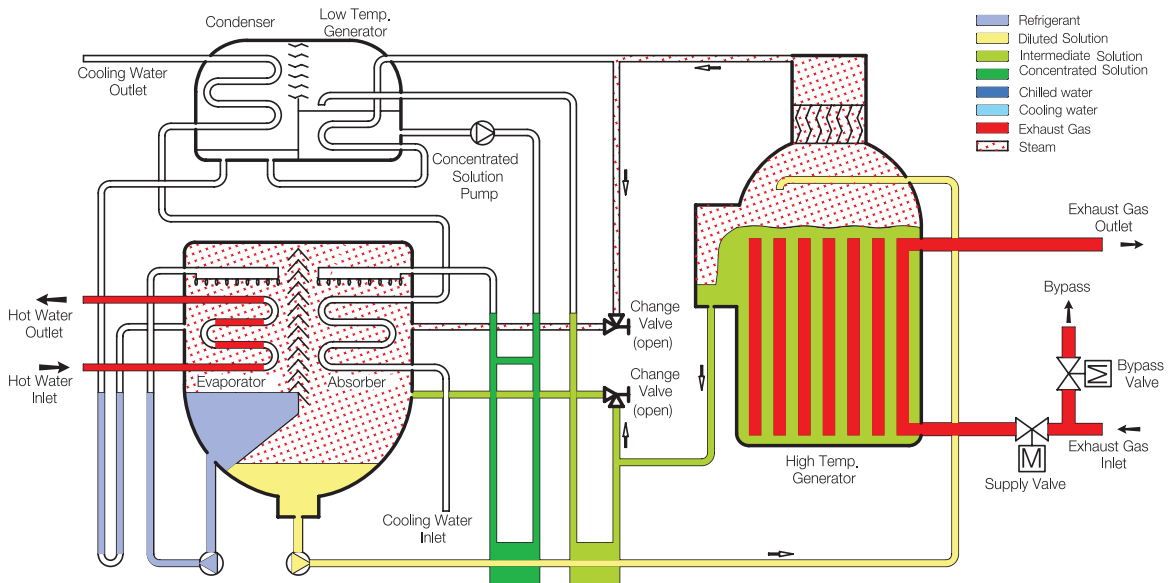 Condenser
Low Temp.
Generator
Cooling Water
Outlet
Concentrated
Solution
Pump
Refrigerant
Diluted Solution
Intermediate Solution
Concentrated Solution
Chilled water
Cooling water
Exhaust Gas
Steam
Exhaust Gas
Outlet
Hot Water
Outlet
Hot Water
Inlet
Evaporator
Absorber
Change
Valve
(open)
Change
Valve
(open)
Bypass
Bypass
Valve
M
Exhaust Gas
Inlet
M
Supply Valve
High Temp.
Generator
Cooling Water
Inlet